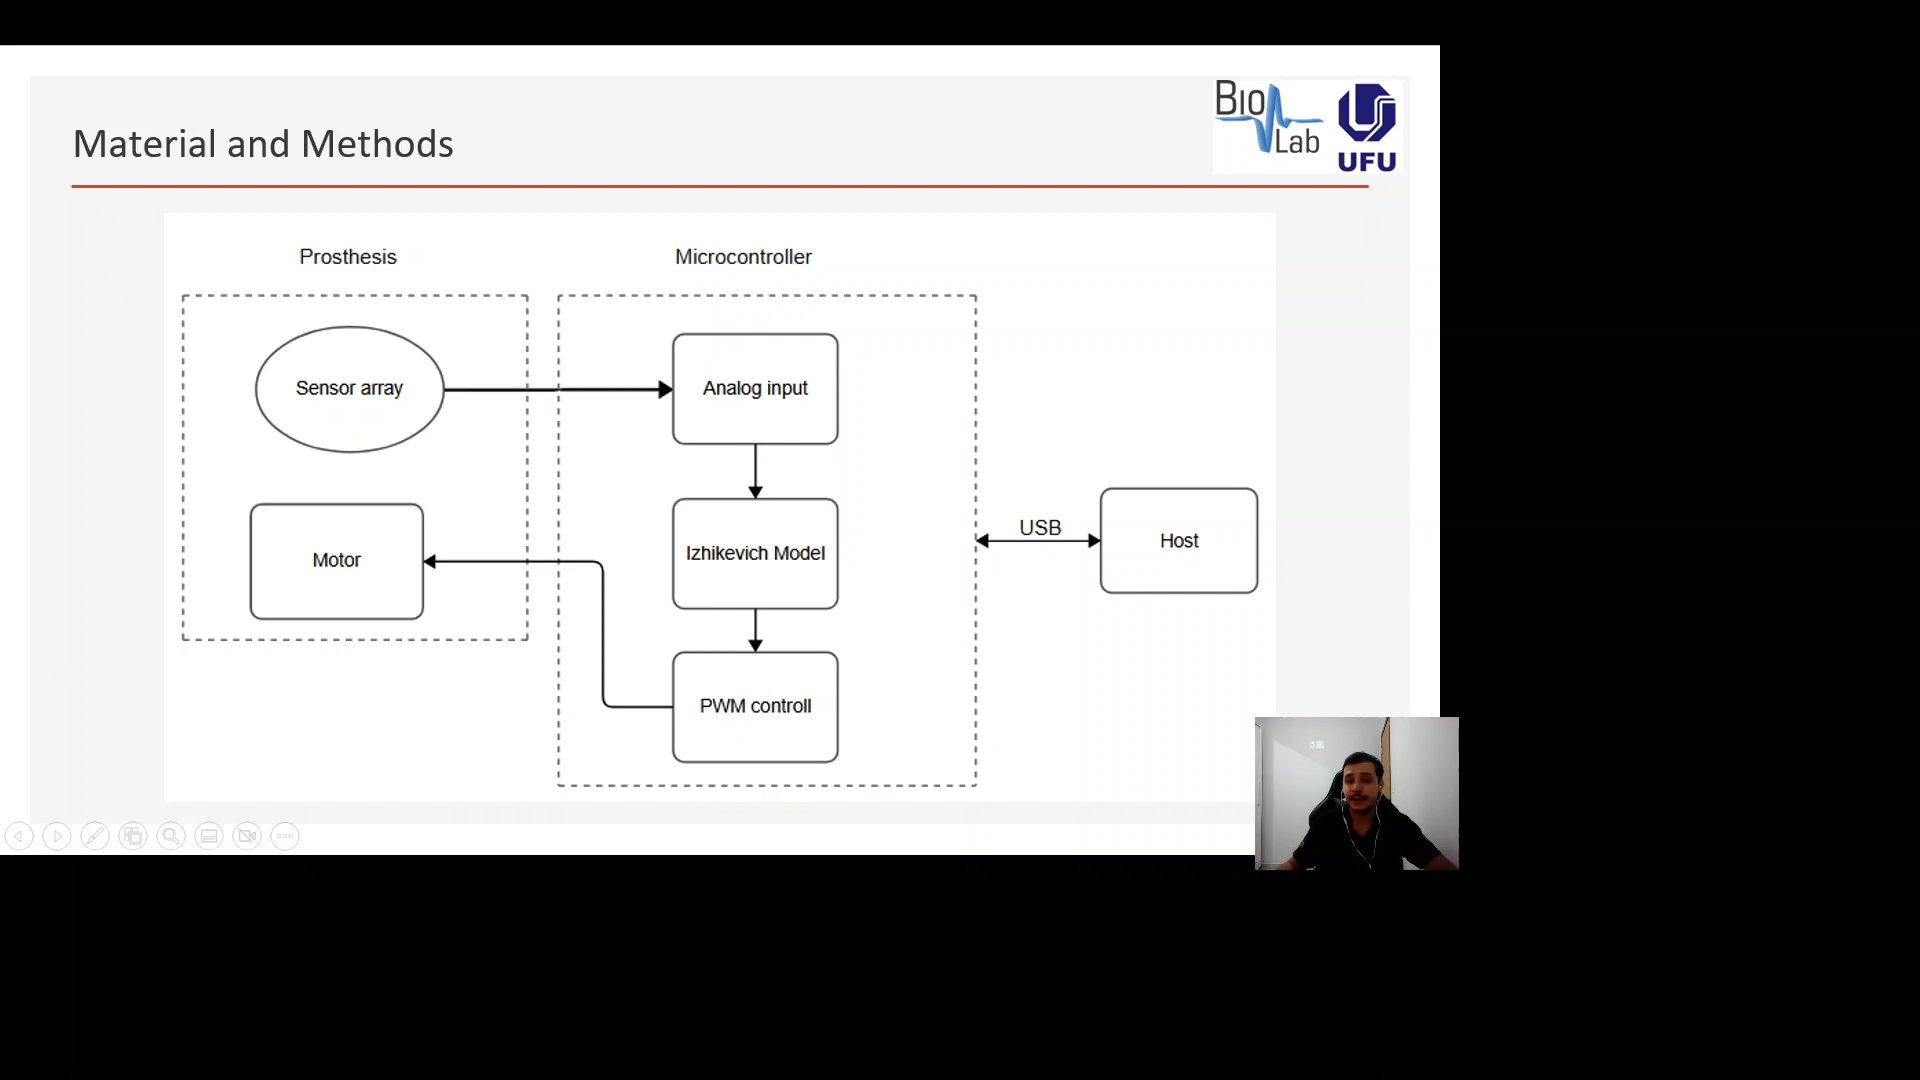 Material and Methods
Bio
Lab
UFU
Prosthesis
Microcontroller
Sensor array
Analog input
Motor
Izhikevich Model
PWM controll
USB
Host